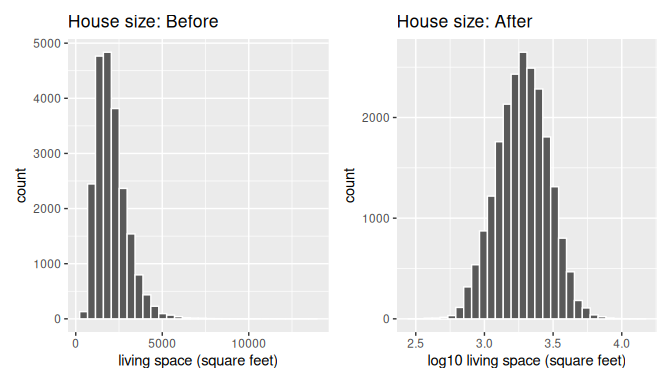 House size: Before
5000
4000
3000
2000
1000
0
count
0 5000 10000
living space (square feet)
House size: After
2000
1000
0
count
2.5 3.0 3.5 4.0
log10 living space (square feet)